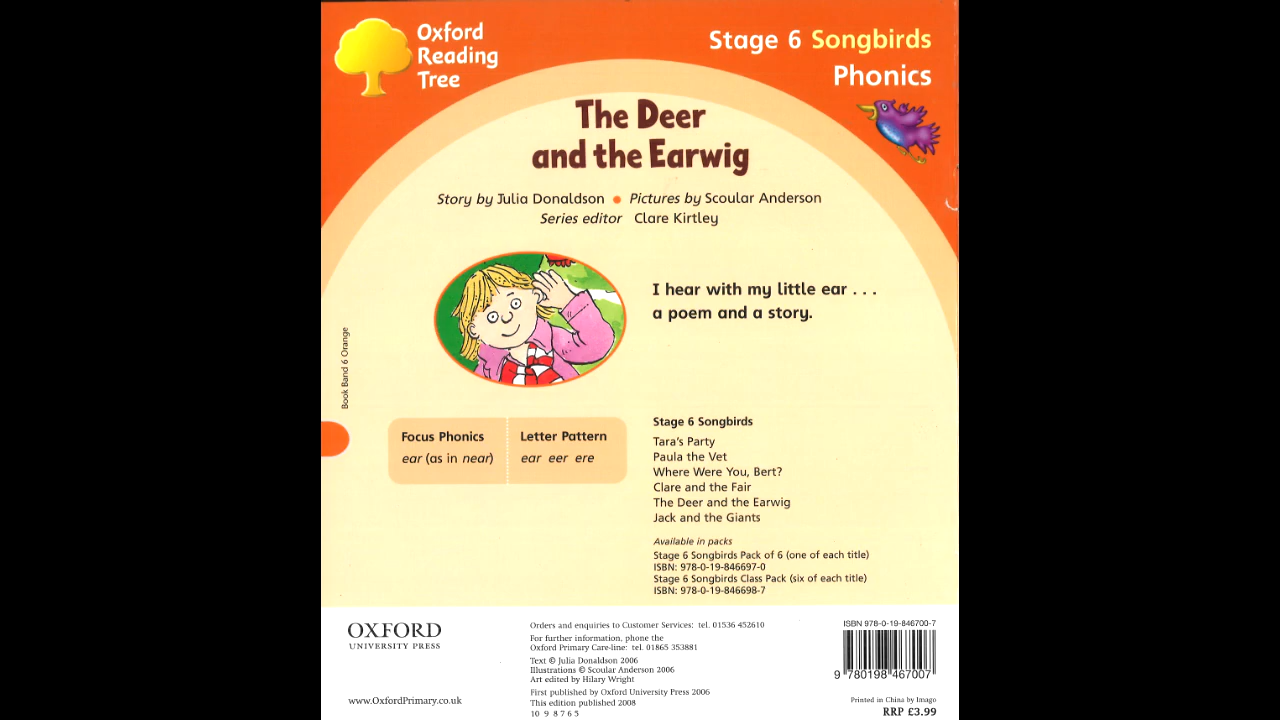 Oxford
Reading
Tree
Stage 6 Songbirds
Phonics
The Deer
and the Earwig
Story by Julia Donaldson • Pictures by Scoular Anderson
Series editor Clare Kirtley
I hear with my little ear . . .
a poem and a story.
Book Band 6 Orange
Focus Phonics
ear (as in near)
Letter Pattern
ear eer ere
Stage 6 Songbirds
Tara's Party
Paula the Vet
Where Were You, Bert?
Clare and the Fair
The Deer and the Earwig
Jack and the Giants
Available in packs
Stage 6 Songbirds Pack of 6 (one of each title)
ISBN: 978-0-19-846697-0
Stage 6 Songbirds Class Pack (six of each title)
ISBN: 978-0-19-846698-7
OXFORD
UNIVERSITY PRESS
www.OxfordPrimary.co.uk
Orders and enquiries to Customer Services: tel. 01536 452610
For further information, phone the
Oxford Primary Care-line: tel. 01865 353881
Text © Julia Donaldson 2006
Illustrations © Scoular Anderson 2006
Art edited by Hilary Wright
First published by Oxford University Press 2006
This edition published 2008
10 9 8 7 6 5
ISBN 978-0-19-846700-7
9 780198 467007
Printed in China by Imago
RRP £3.99